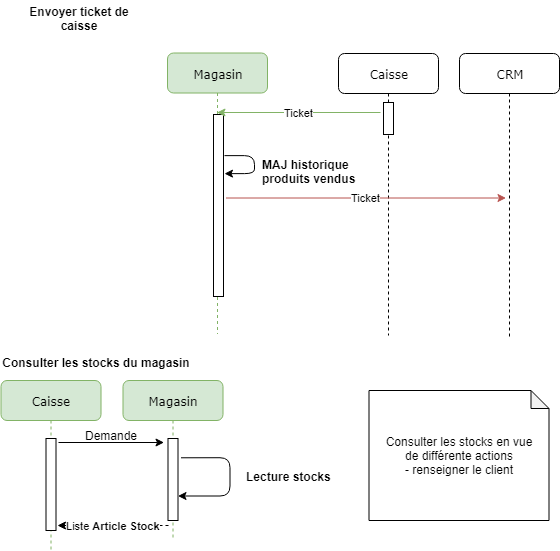 Envoyer ticket de
caisse
Magasin
Caisse
CRM
Ticket
MAJ historique
produits vendus
Ticket
Consulter les stocks du magasin
Caisse
Magasin
Demande
Lecture stocks
Liste Article Stock
Consulter les stocks en vue
de différente actions
- renseigner le client